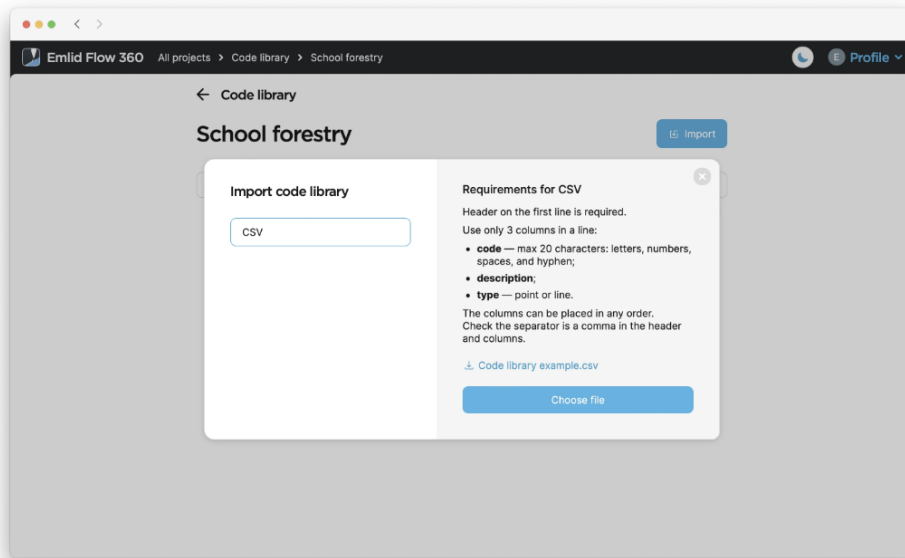 Emlid Flow 360 All projects > Code library > School forestry E Profile
← Code library
School forestry
Import
Import code library
CSV
Requirements for CSV
Header on the first line is required.
Use only 3 columns in a line:
• code — max 20 characters: letters, numbers,
spaces, and hyphen;
• description;
• type — point or line.
The columns can be placed in any order.
Check the separator is a comma in the header
and columns.
Code library example.csv
Choose file